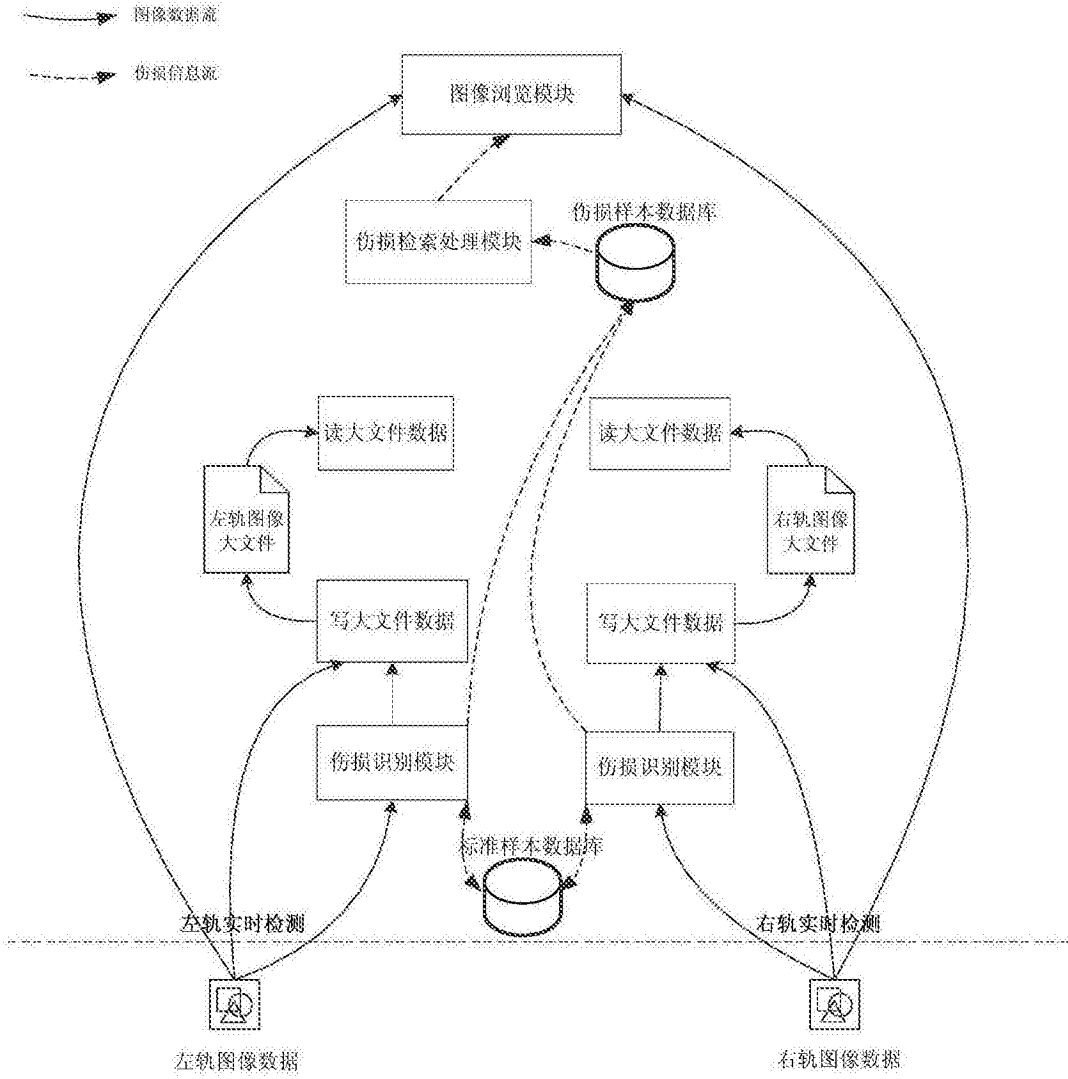 图像数据流
伤损信息流
图像浏览模块
伤损样本数据库
伤损检索处理模块
读大文件数据
读大文件数据
左轨图像
大文件
右轨图像
大文件
写大文件数据
写大文件数据
伤损识别模块
伤损识别模块
标准样本数据库
左轨实时检测
右轨实时检测
左轨图像数据
右轨图像数据